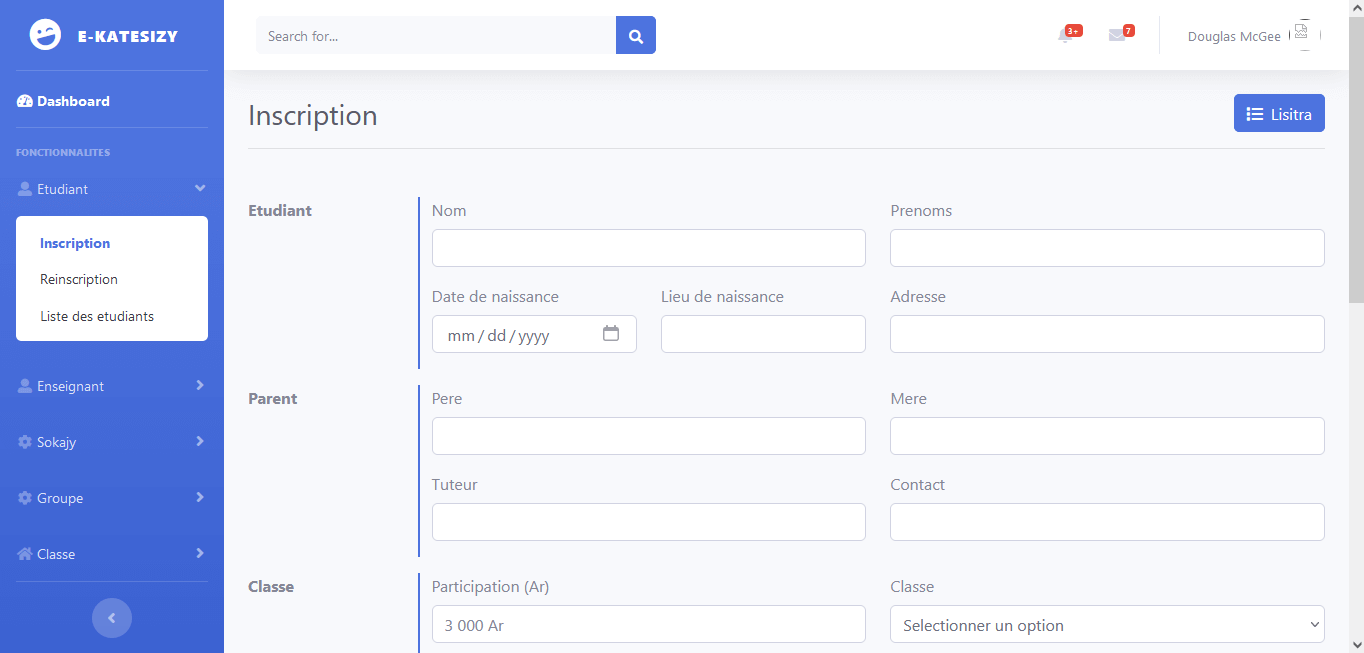 E-KATESIZY
Search for...
3+
7
Douglas McGee
Dashboard
FONCTIONNALITES
Etudiant
Inscription
Reinscription
Liste des etudiants
Enseignant
Sokajy
Groupe
Classe
Inscription
Lisitra
Etudiant
Nom
Prenoms
Date de naissance
Lieu de naissance
Adresse
mm/dd/yyyy
Parent
Pere
Mere
Tuteur
Contact
Classe
Participation (Ar)
Classe
3 000 Ar
Selectionner un option